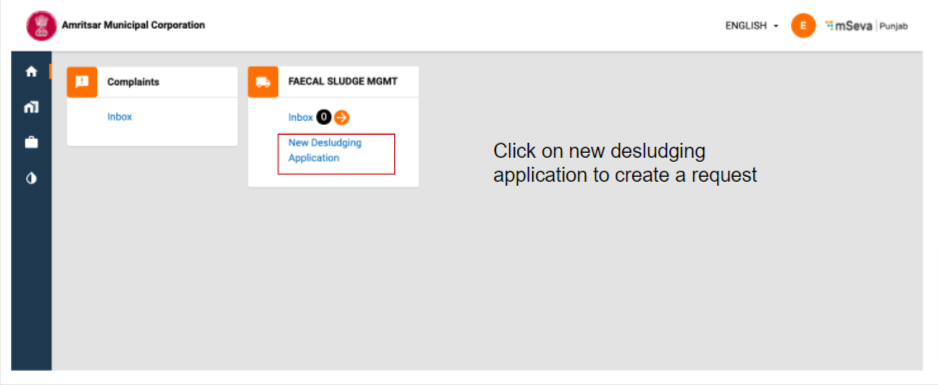 Amritsar Municipal Corporation
ENGLISH
E
mSeva | Punjab
Complaints
Inbox
FAECAL SLUDGE MGMT
Inbox 0
New Desludging
Application
Click on new desludging
application to create a request